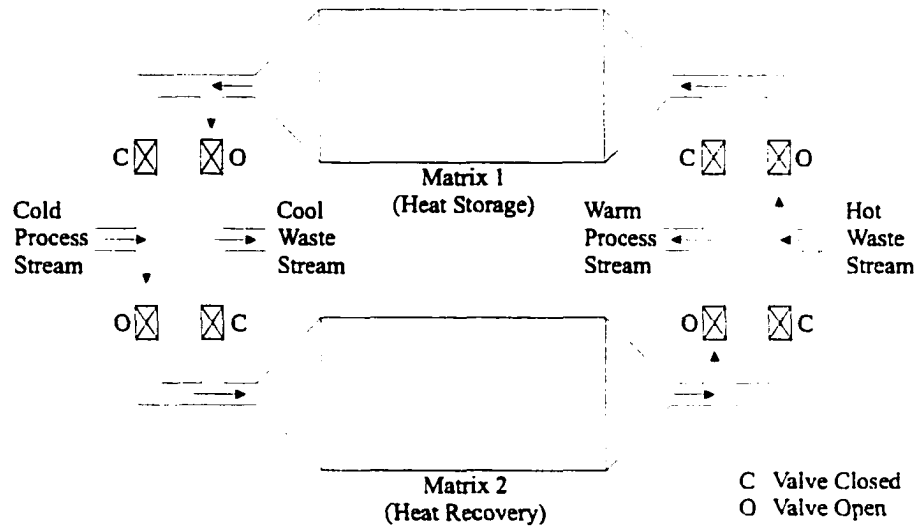 C
O
C
O
Matrix 1
(Heat Storage)
Cold
Process
Stream
Cool
Waste
Stream
Warm
Process
Stream
Hot
Waste
Stream
O
C
O
C
Matrix 2
(Heat Recovery)
C Valve Closed
O Valve Open